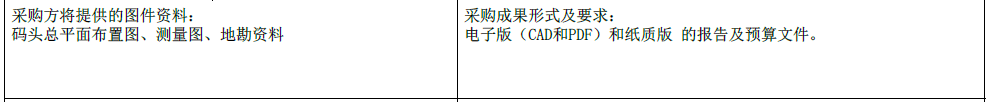 采购方将提供的图件资料：
码头总平面布置图、测量图、地勘资料
采购成果形式及要求：
电子版（CAD和PDF）和纸质版 的报告及预算文件。